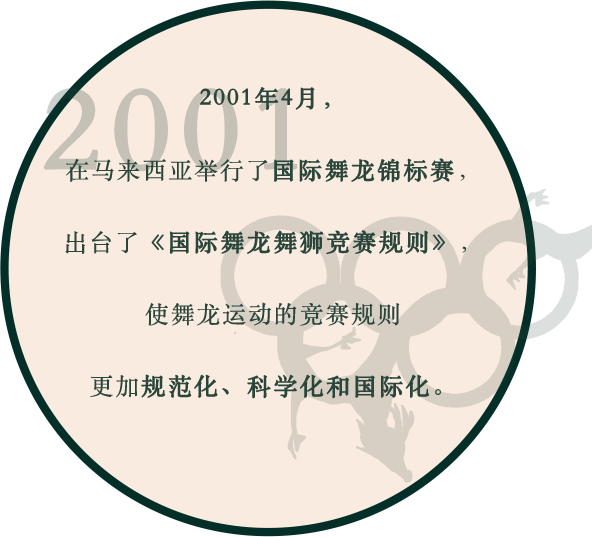 2001
2001年4月，
在马来西亚举行了国际舞龙锦标赛，
出台了《国际舞龙舞狮竞赛规则》，
使舞龙运动的竞赛规则
更加规范化、科学化和国际化。